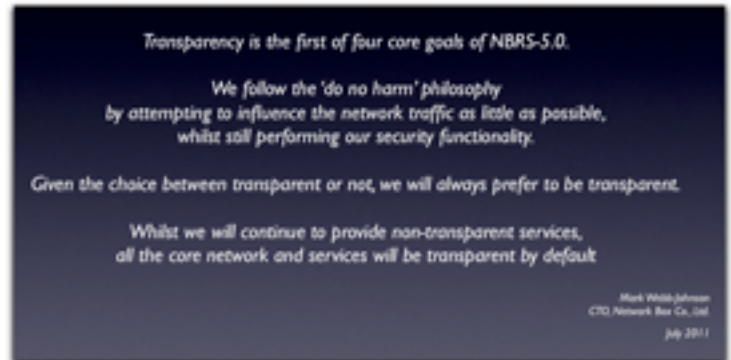 Transparency is the first of four core goals of NBRS-5.0.
We follow the 'do no harm' philosophy
by attempting to influence the network traffic as little as possible,
whilst still performing our security functionality.
Given the choice between transparent or not, we will always prefer to be transparent.
Whilst we will continue to provide non-transparent services,
all the core network and services will be transparent by default
Mark Webb-Johnson
CTO, Network Box Co., Ltd.
July 2011